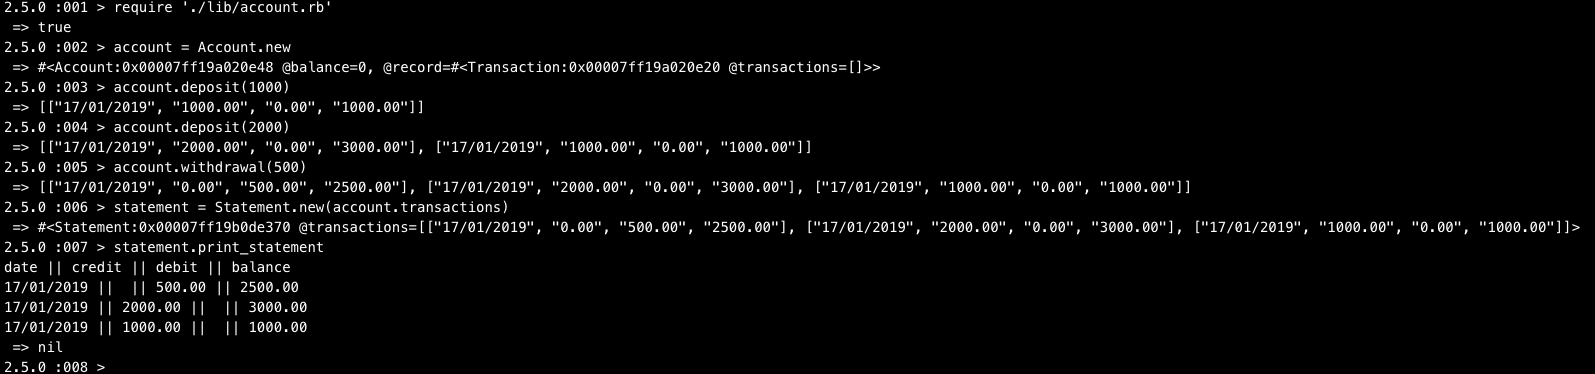 2.5.0 :001 > require './lib/account.rb'
 => true
2.5.0 :002 > account = Account.new
 => #<Account:0x00007ff19a020e48 @balance=0, @record=#<Transaction:0x00007ff19a020e20 @transactions=[]>>
2.5.0 :003 > account.deposit(1000)
 => [["17/01/2019", "1000.00", "0.00", "1000.00"]]
2.5.0 :004 > account.deposit(2000)
 => [["17/01/2019", "2000.00", "0.00", "3000.00"], ["17/01/2019", "1000.00", "0.00", "1000.00"]]
2.5.0 :005 > account.withdrawal(500)
 => [["17/01/2019", "0.00", "500.00", "2500.00"], ["17/01/2019", "2000.00", "0.00", "3000.00"], ["17/01/2019", "1000.00", "0.00", "1000.00"]]
2.5.0 :006 > statement = Statement.new(account.transactions)
 => #<Statement:0x00007ff19b0de370 @transactions=[["17/01/2019", "0.00", "500.00", "2500.00"], ["17/01/2019", "2000.00", "0.00", "3000.00"], ["17/01/2019", "1000.00", "0.00", "1000.00"]]>
2.5.0 :007 > statement.print_statement
date || credit || debit || balance
17/01/2019 ||  || 500.00 || 2500.00
17/01/2019 || 2000.00 ||  || 3000.00
17/01/2019 || 1000.00 ||  || 1000.00
 => nil
2.5.0 :008 >